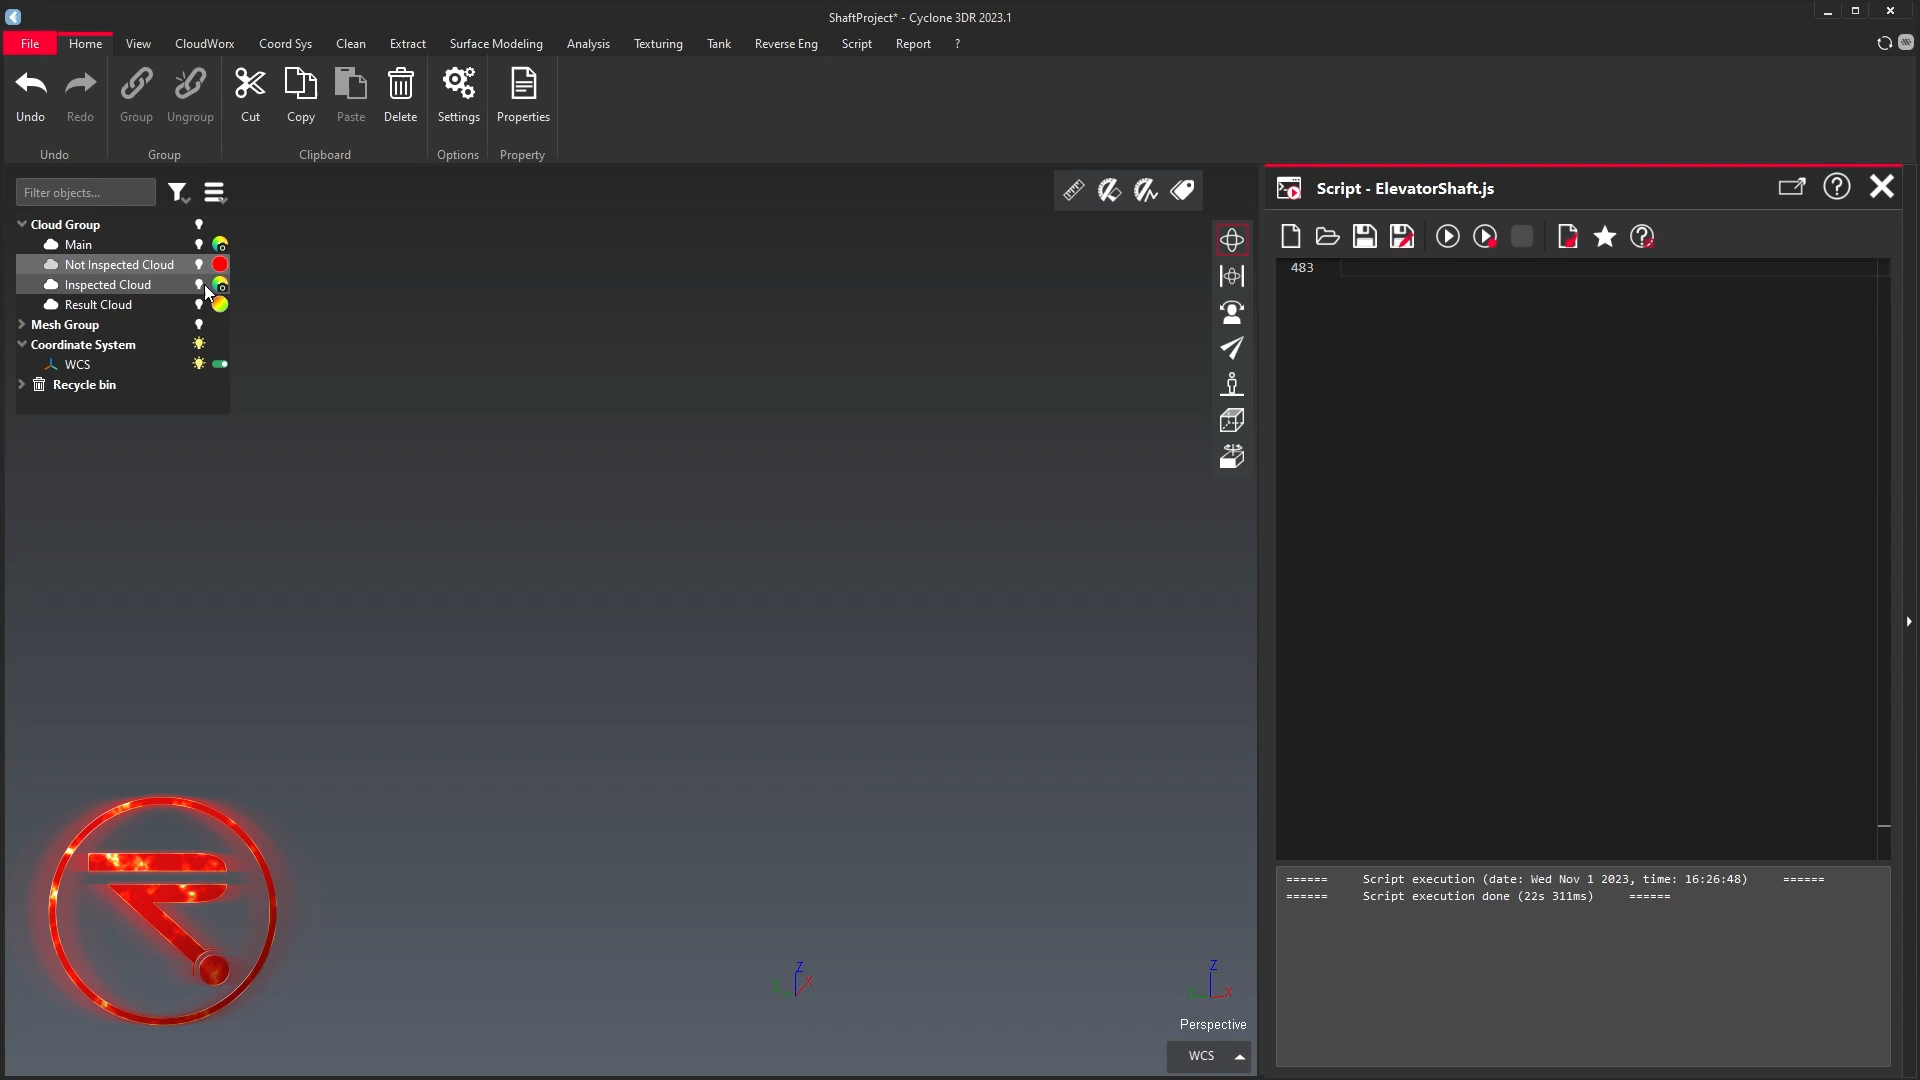 ShaftProject* - Cyclone 3DR 2023.1
File Home View CloudWorx Coord Sys Clean Extract Surface Modeling Analysis Texturing Tank Reverse Eng Script Report ?
Undo Redo Group Ungroup Cut Copy Paste Delete Settings Properties
Undo Group Clipboard Options Property
Filter objects...
Cloud Group
Main
Not Inspected Cloud
Inspected Cloud
Result Cloud
Mesh Group
Coordinate System
WCS
Recycle bin
Script - ElevatorShaft.js
483
====== Script execution (date: Wed Nov 1 2023, time: 16:26:48) ======
====== Script execution done (22s 311ms) ======
Z
X
Z
X
Perspective
WCS